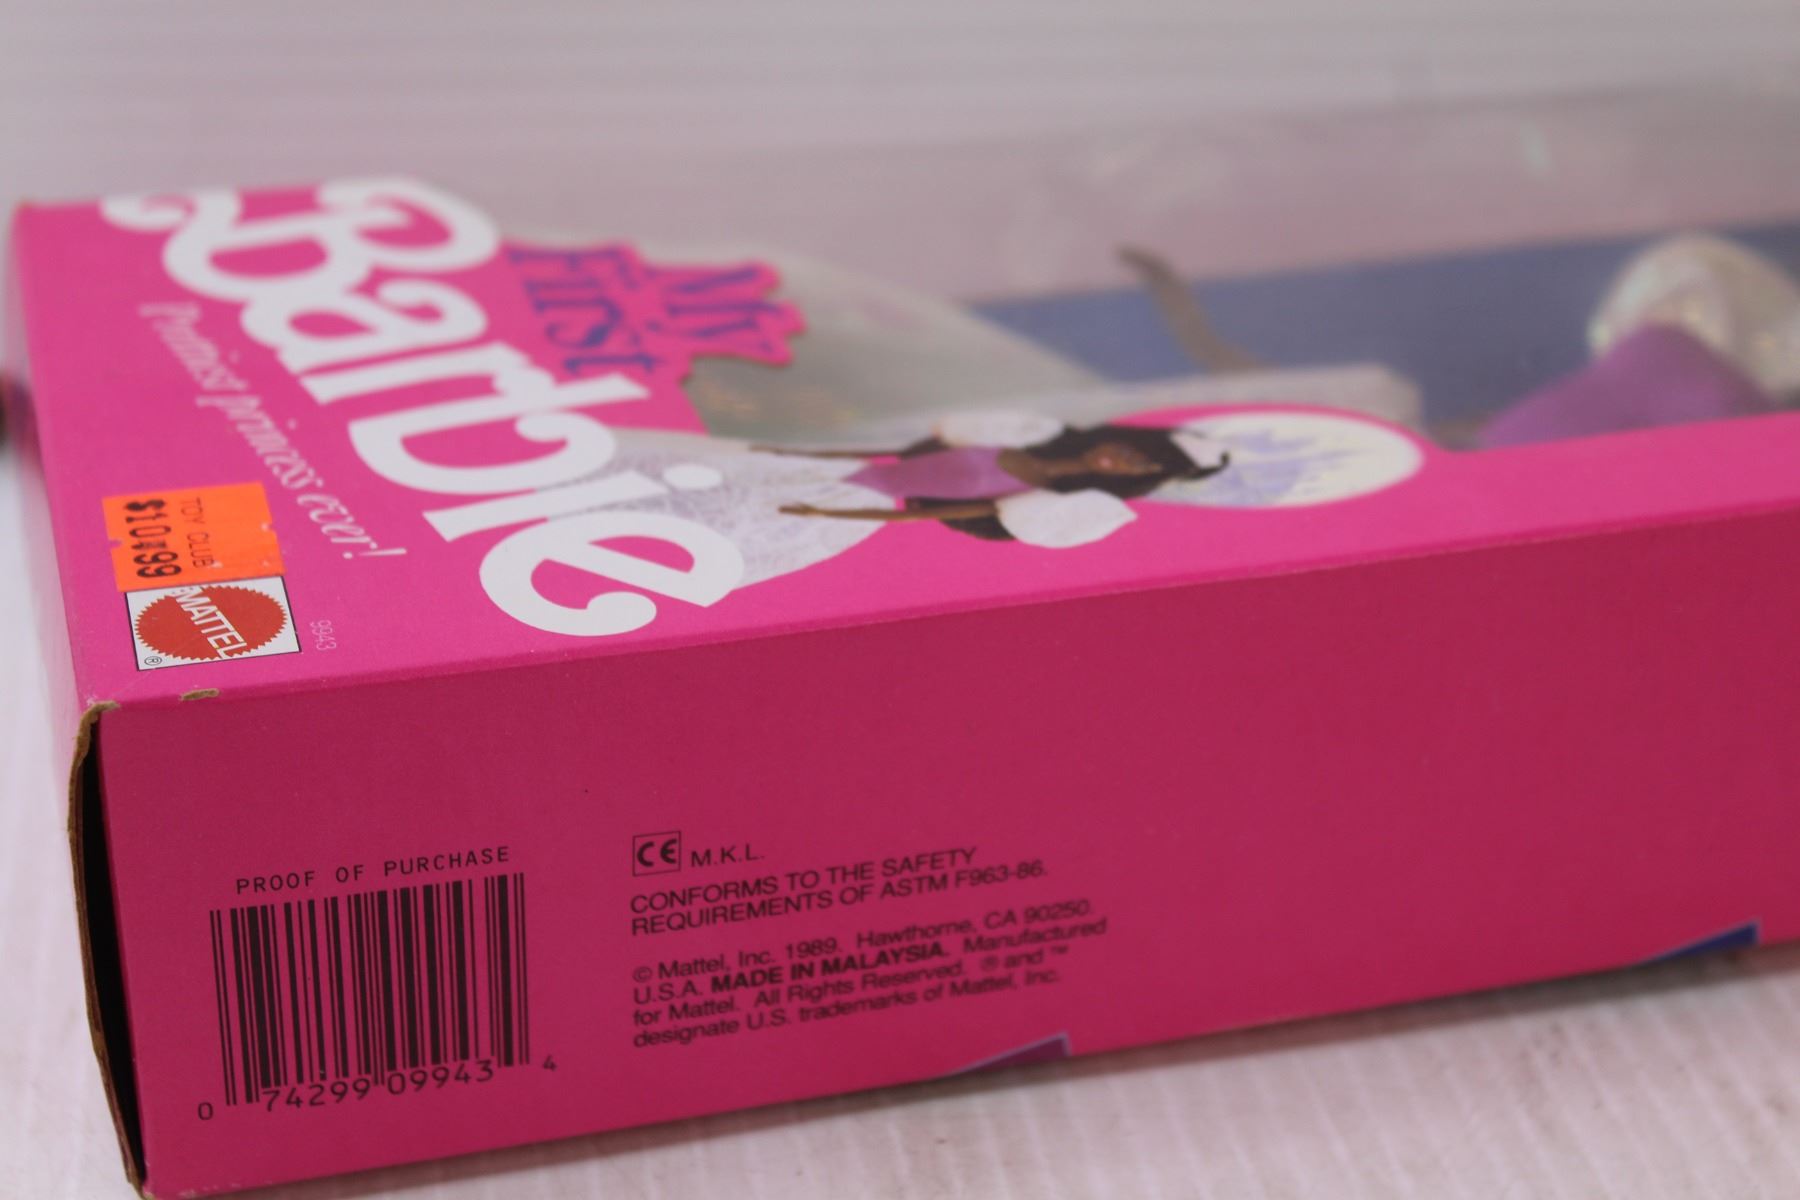 My
First
Barbie
Prettiest princess ever!
TOY CLUB
$10.99
MATTEL
®
9943
PROOF OF PURCHASE
0 74299 09943 4
CE M.K.L.
CONFORMS TO THE SAFETY
REQUIREMENTS OF ASTM F963-86.
© Mattel, Inc. 1989. Hawthorne, CA 90250.
U.S.A. MADE IN MALAYSIA. Manufactured
for Mattel. All Rights Reserved. ® and ™
designate U.S. trademarks of Mattel, Inc.